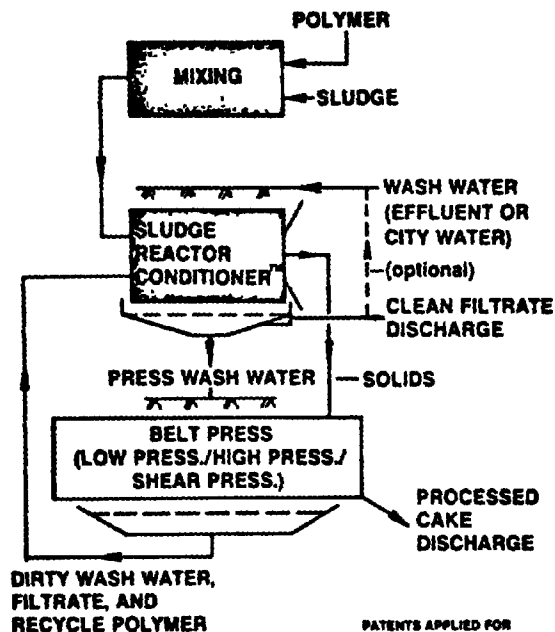 POLYMER
MIXING
SLUDGE
WASH WATER
(EFFLUENT OR
CITY WATER)
SLUDGE
REACTOR
CONDITIONER™
(optional)
CLEAN FILTRATE
DISCHARGE
PRESS WASH WATER
SOLIDS
BELT PRESS
(LOW PRESS./HIGH PRESS./
SHEAR PRESS.)
PROCESSED
CAKE
DISCHARGE
DIRTY WASH WATER,
FILTRATE, AND
RECYCLE POLYMER
PATENTS APPLIED FOR